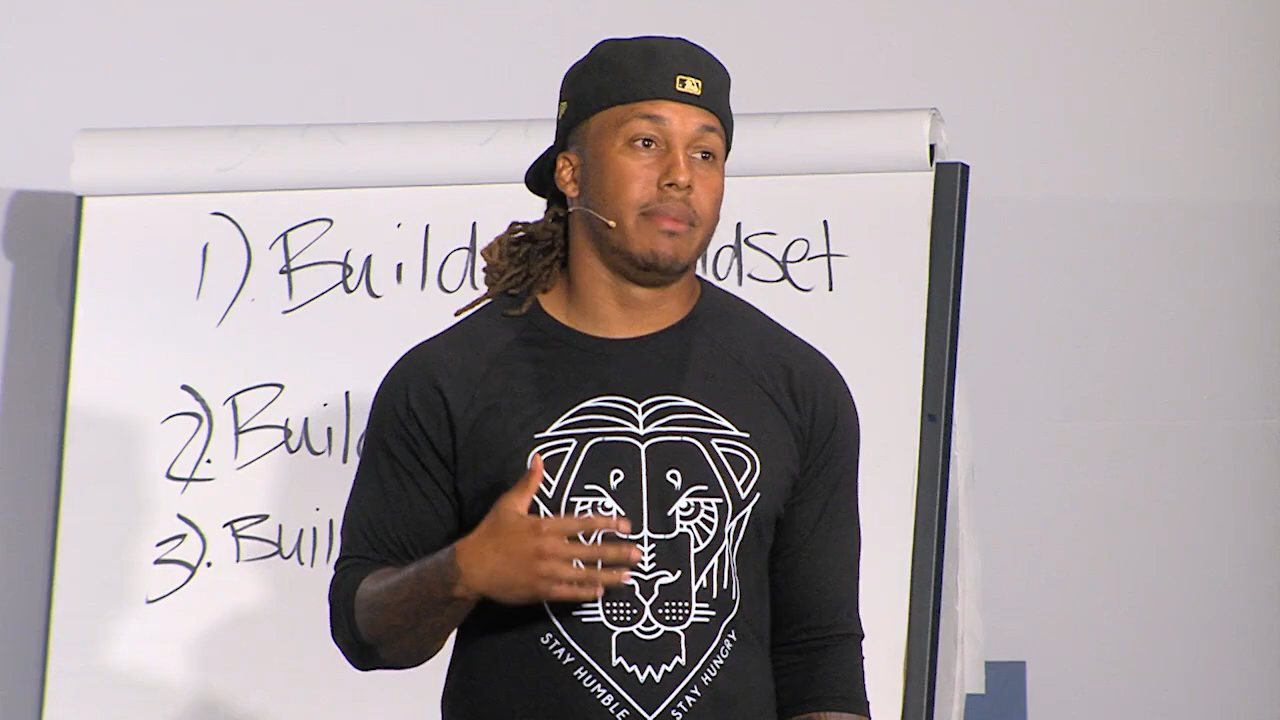 1). Build
dset
2). Buil
3). Buil
STAY HUMBLE
STAY HUNGRY